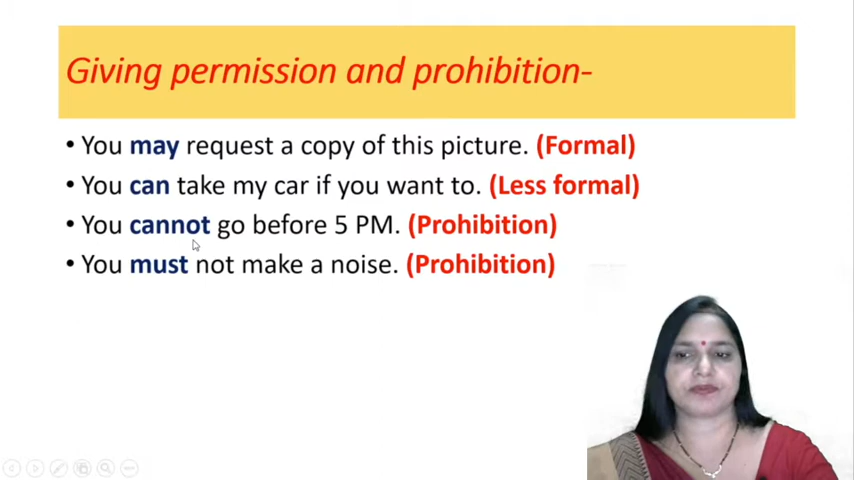 Giving permission and prohibition-
• You may request a copy of this picture. (Formal)
• You can take my car if you want to. (Less formal)
• You cannot go before 5 PM. (Prohibition)
• You must not make a noise. (Prohibition)